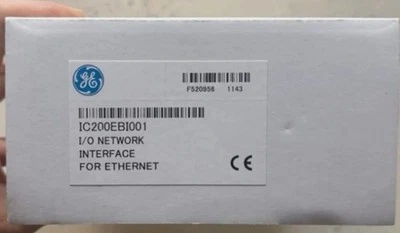 GE
F520956 1143
IC200EBI001
I/O NETWORK
INTERFACE
FOR ETHERNET
CE